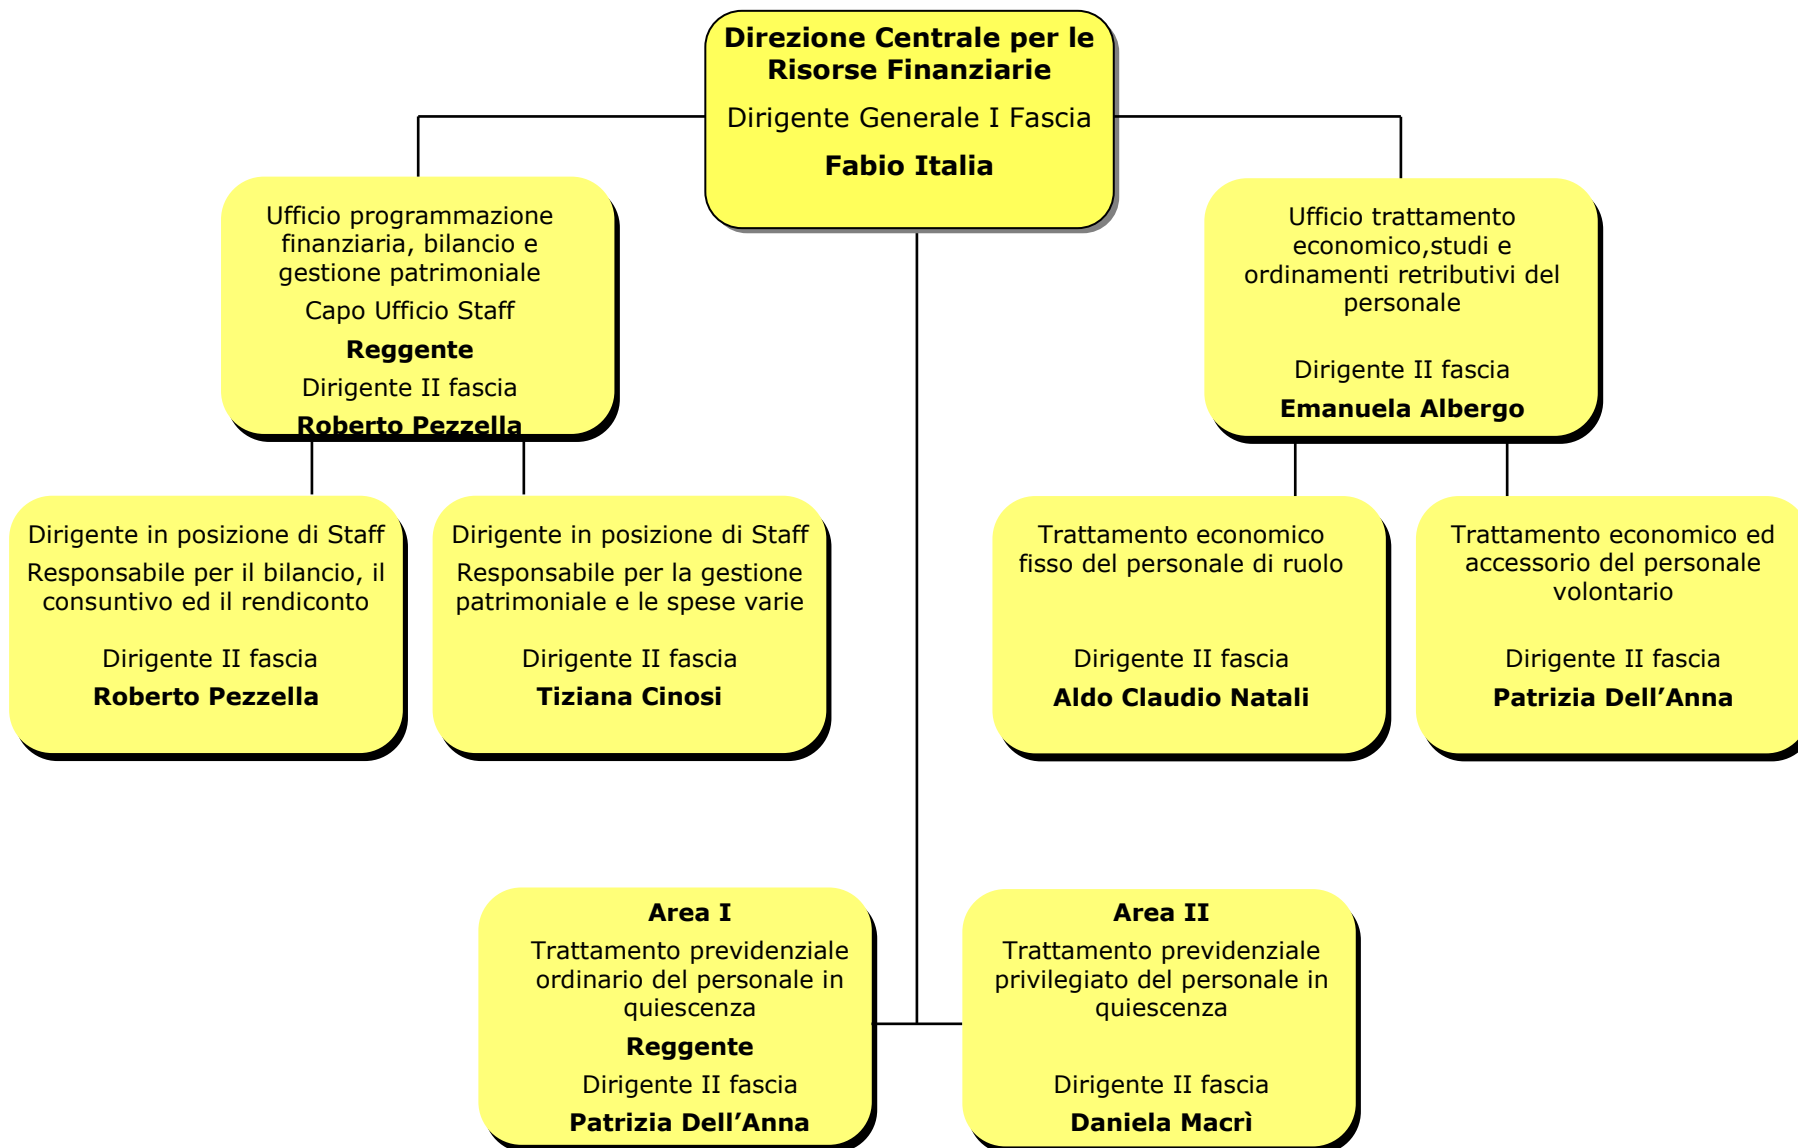 Direzione Centrale per le
Risorse Finanziarie
Dirigente Generale I Fascia
Fabio Italia
Ufficio programmazione
finanziaria, bilancio e
gestione patrimoniale
Capo Ufficio Staff
Reggente
Dirigente II fascia
Roberto Pezzella
Ufficio trattamento
economico,studi e
ordinamenti retributivi del
personale
Dirigente II fascia
Emanuela Albergo
Dirigente in posizione di Staff
Responsabile per il bilancio, il
consuntivo ed il rendiconto
Dirigente II fascia
Roberto Pezzella
Dirigente in posizione di Staff
Responsabile per la gestione
patrimoniale e le spese varie
Dirigente II fascia
Tiziana Cinosi
Trattamento economico
fisso del personale di ruolo
Dirigente II fascia
Aldo Claudio Natali
Trattamento economico ed
accessorio del personale
volontario
Dirigente II fascia
Patrizia Dell’Anna
Area I
Trattamento previdenziale
ordinario del personale in
quiescenza
Reggente
Dirigente II fascia
Patrizia Dell’Anna
Area II
Trattamento previdenziale
privilegiato del personale in
quiescenza
Dirigente II fascia
Daniela Macrì